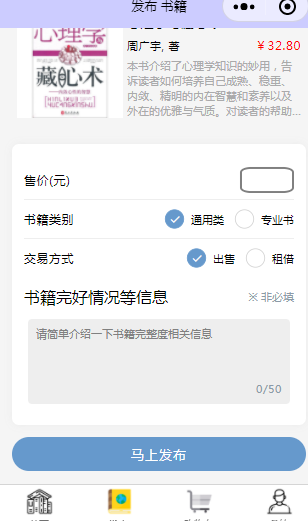 发布 书籍
心理学
藏心术
周广宇, 著
￥32.80
本书介绍了心理学知识的妙用，告
诉读者如何培养自己成熟、稳重、
内敛、精明的内在智慧和素养以及
外在的优雅与气质。对读者的帮助...
售价(元)
书籍类别 通用类 专业书
交易方式 出售 租借
书籍完好情况等信息 ※ 非必填
请简单介绍一下书籍完整度相关信息
0/50
马上发布